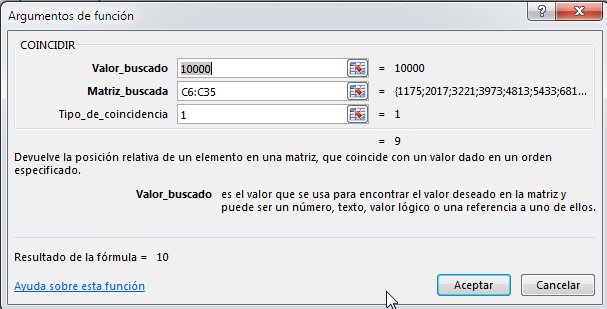 Argumentos de función
COINCIDIR
Valor_buscado 10000 = 10000
Matriz_buscada C6:C35 = {1175;2017;3221;3973;4813;5433;681...
Tipo_de_coincidencia 1 = 1
= 9
Devuelve la posición relativa de un elemento en una matriz, que coincide con un valor dado en un orden
especificado.
Valor_buscado es el valor que se usa para encontrar el valor deseado en la matriz y
puede ser un número, texto, valor lógico o una referencia a uno de ellos.
Resultado de la fórmula = 10
Ayuda sobre esta función Aceptar Cancelar